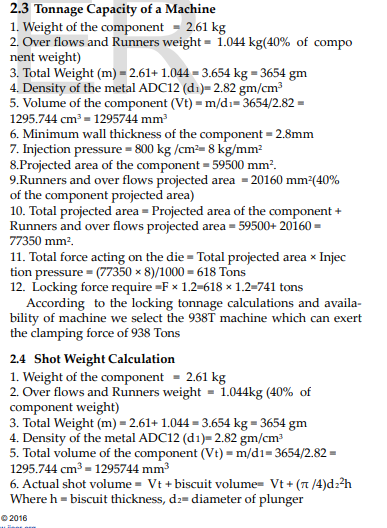 2.3 Tonnage Capacity of a Machine
1. Weight of the component = 2.61 kg
2. Over flows and Runners weight = 1.044 kg(40% of compo
nent weight)
3. Total Weight (m) = 2.61+ 1.044 = 3.654 kg = 3654 gm
4. Density of the metal ADC12 (d₁)= 2.82 gm/cm³
5. Volume of the component (Vt) = m/d₁= 3654/2.82 =
1295.744 cm³ = 1295744 mm³
6. Minimum wall thickness of the component = 2.8mm
7. Injection pressure = 800 kg /cm²= 8 kg/mm²
8.Projected area of the component = 59500 mm².
9.Runners and over flows projected area = 20160 mm²(40%
of the component projected area)
10. Total projected area = Projected area of the component +
Runners and over flows projected area = 59500+ 20160 =
77350 mm².
11. Total force acting on the die = Total projected area × Injec
tion pressure = (77350 × 8)/1000 = 618 Tons
12. Locking force require =F × 1.2=618 × 1.2=741 tons
According to the locking tonnage calculations and availa-
bility of machine we select the 938T machine which can exert
the clamping force of 938 Tons
2.4 Shot Weight Calculation
1. Weight of the component = 2.61 kg
2. Over flows and Runners weight = 1.044kg (40% of
component weight)
3. Total Weight (m) = 2.61+ 1.044 = 3.654 kg = 3654 gm
4. Density of the metal ADC12 (d₁)= 2.82 gm/cm³
5. Total volume of the component (Vt) = m/d1= 3654/2.82 =
1295.744 cm³ = 1295744 mm³
6. Actual shot volume = Vt + biscuit volume= Vt + (π /4)d₂²h
Where h = biscuit thickness, d₂= diameter of plunger
© 2016